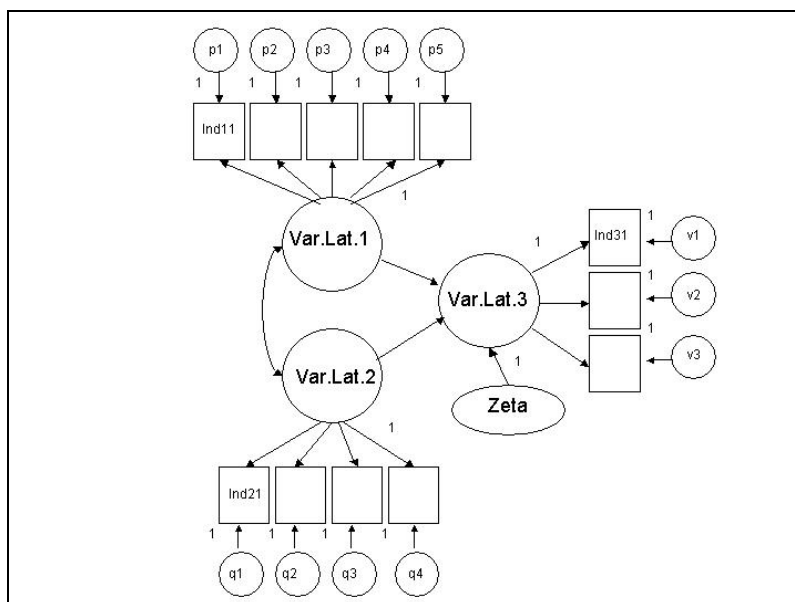 p1 p2 p3 p4 p5
1 1 1 1 1
Ind11
1
Var.Lat.1
Ind31
1
1
v1
Var.Lat.3
1
v2
1
v3
Var.Lat.2
1
Zeta
1
Ind21
1 1 1 1
q1 q2 q3 q4